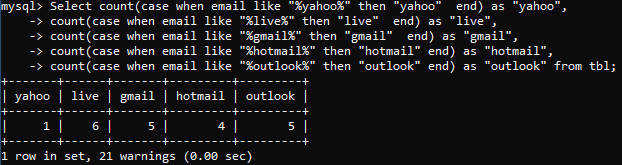 mysql> Select count(case when email like "%yahoo%" then "yahoo"  end) as "yahoo",
    -> count(case when email like "%live%" then "live"  end) as "live",
    -> count(case when email like "%gmail%" then "gmail"  end) as "gmail",
    -> count(case when email like "%hotmail%" then "hotmail" end) as "hotmail",
    -> count(case when email like "%outlook%" then "outlook" end) as "outlook" from tbl;
+-------+------+-------+---------+---------+
| yahoo | live | gmail | hotmail | outlook |
+-------+------+-------+---------+---------+
|     1 |    6 |     5 |       4 |       5 |
+-------+------+-------+---------+---------+
1 row in set, 21 warnings (0.00 sec)